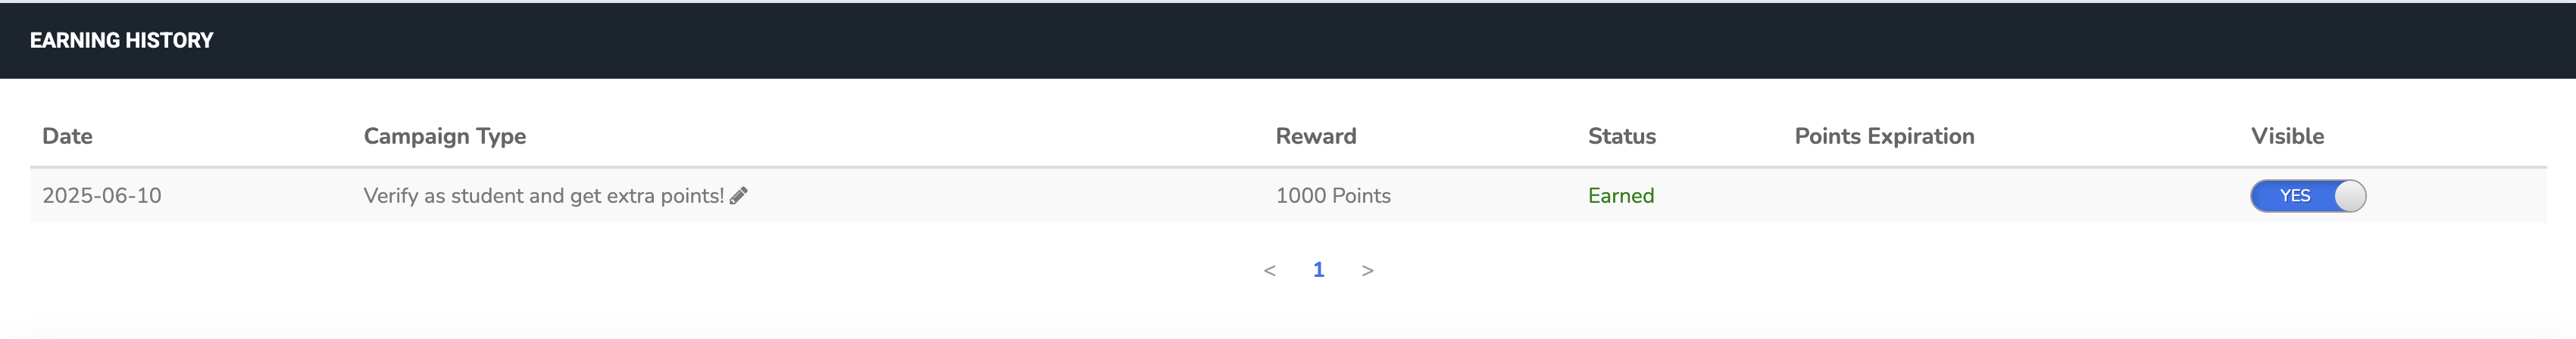 EARNING HISTORY
Date Campaign Type Reward Status Points Expiration Visible
2025-06-10 Verify as student and get extra points! 1000 Points Earned YES
< 1 >